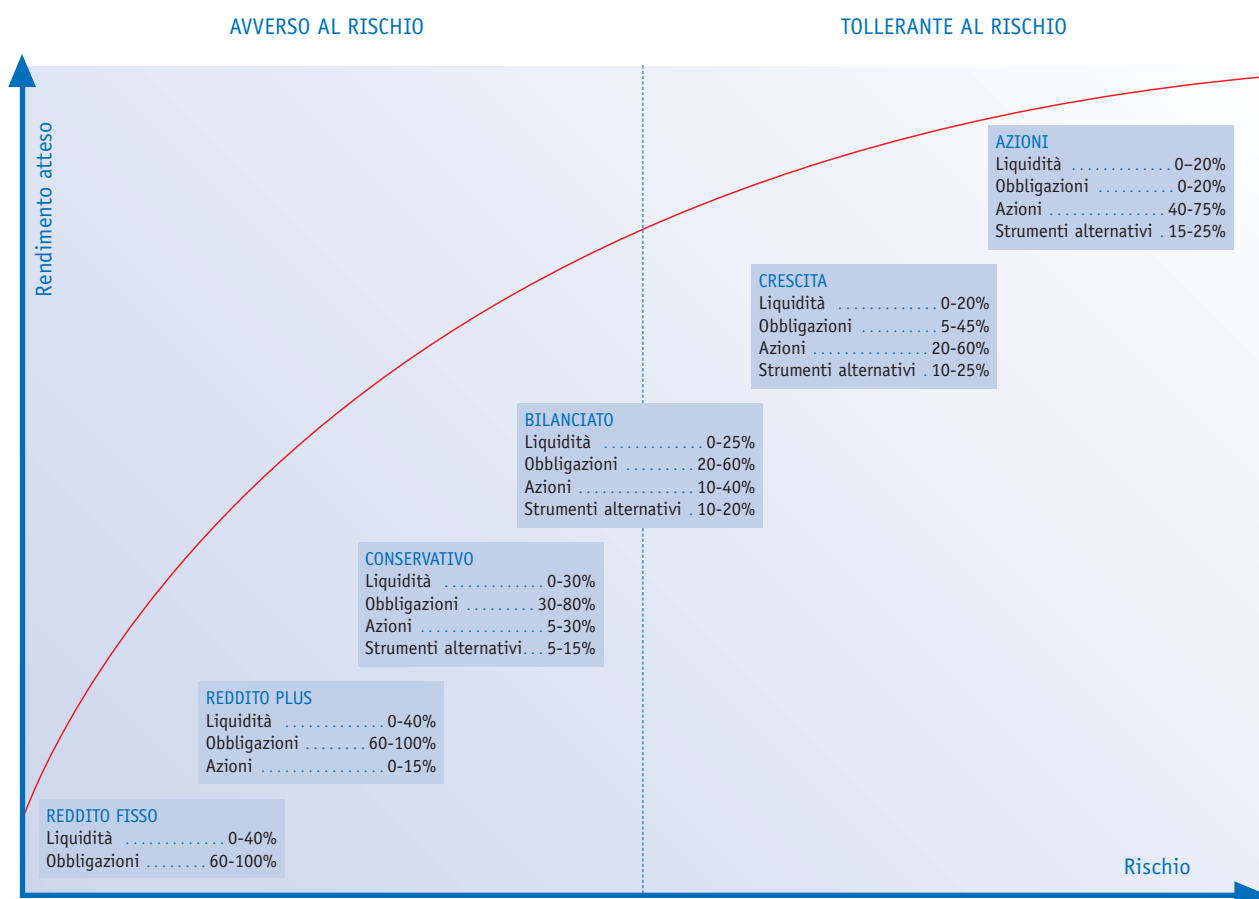 AVVERSO AL RISCHIO
TOLLERANTE AL RISCHIO
Rendimento atteso
AZIONI
Liquidità ............. 0–20%
Obbligazioni .......... 0-20%
Azioni ............... 40-75%
Strumenti alternativi . 15-25%
CRESCITA
Liquidità ............. 0-20%
Obbligazioni .......... 5-45%
Azioni ............... 20-60%
Strumenti alternativi . 10-25%
BILANCIATO
Liquidità ............. 0-25%
Obbligazioni ......... 20-60%
Azioni ............... 10-40%
Strumenti alternativi . 10-20%
CONSERVATIVO
Liquidità ............. 0-30%
Obbligazioni ......... 30-80%
Azioni ................ 5-30%
Strumenti alternativi... 5-15%
REDDITO PLUS
Liquidità ............. 0-40%
Obbligazioni ........ 60-100%
Azioni ................ 0-15%
REDDITO FISSO
Liquidità ............. 0-40%
Obbligazioni ........ 60-100%
Rischio